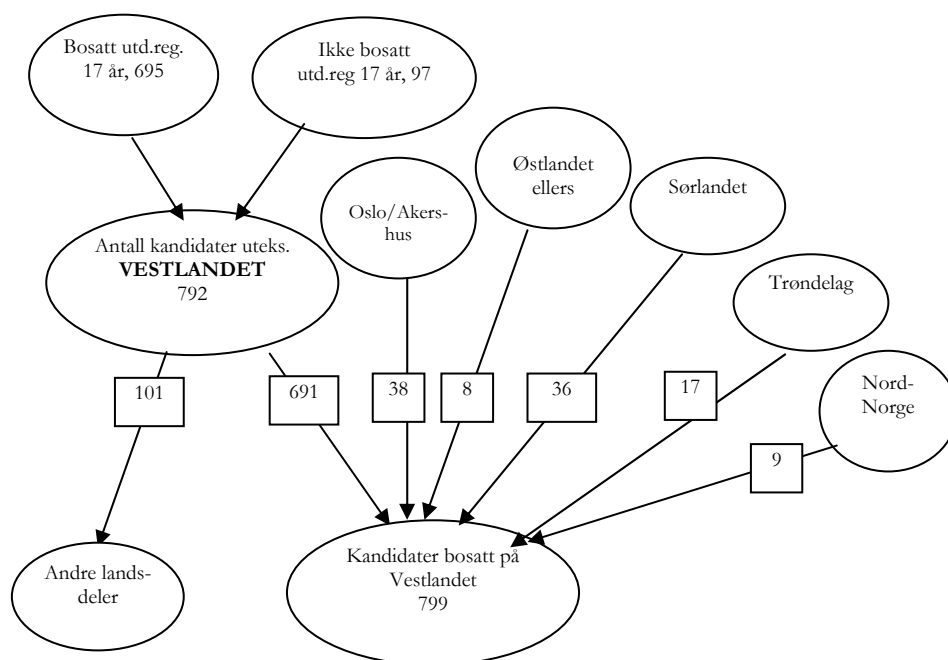 Bosatt utd.reg.
17 år, 695
Ikke bosatt
utd.reg 17 år, 97
Østlandet
ellers
Sørlandet
Oslo/Akers-
hus
Antall kandidater uteks.
VESTLANDET
792
Trøndelag
Nord-
Norge
101
691
38
8
36
17
9
Andre lands-
deler
Kandidater bosatt på
Vestlandet
799